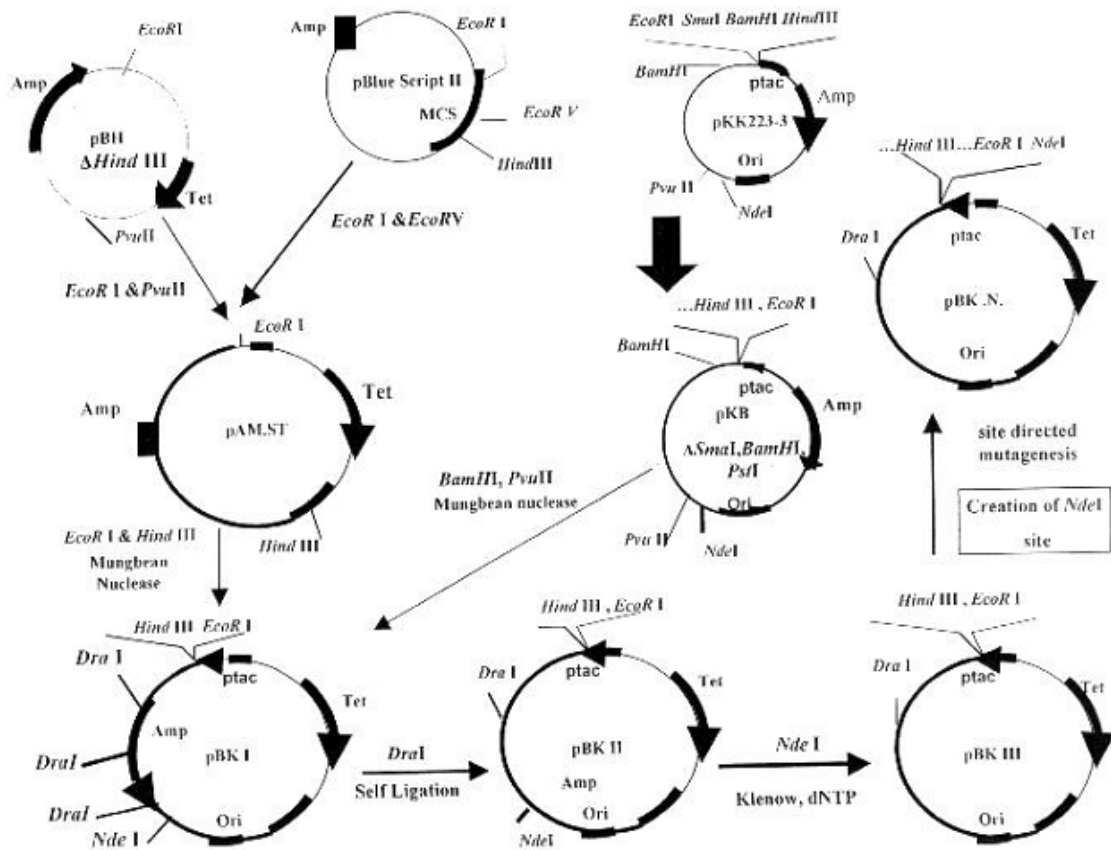 EcoRI
Amp
pBH
ΔHind III
Tet
PvuII
EcoR I &PvuII
Amp
EcoR I
pBlue Script II
MCS
EcoR V
HindIII
EcoR I &EcoRV
EcoRI SmaI BamHI HindIII
BamHI
ptac
Amp
pKK223-3
Ori
Pvu II
NdeI
...Hind III...EcoR I NdeI
Dra I
ptac
Tet
pBK .N.
Ori
EcoR I
Amp
Tet
pAM.ST
Hind III
EcoR I & Hind III
Mungbean
Nuclease
...Hind III , EcoR I
BamHI
ptac
pKB
Amp
ΔSmaI,BamHI,
PstI
Ori
Pvu II
NdeI
BamHI, PvuII
Mungbean nuclease
site directed
mutagenesis
Creation of NdeI
site
Hind III EcoR I
Dra I
ptac
Tet
Amp
pBK I
DraI
DraI
Nde I
Ori
DraI
Self Ligation
Hind III , EcoR I
Dra I
ptac
Tet
pBK II
Amp
Ori
NdeI
Nde I
Klenow, dNTP
Hind III , EcoR I
Dra I
ptac
Tet
pBK III
Ori